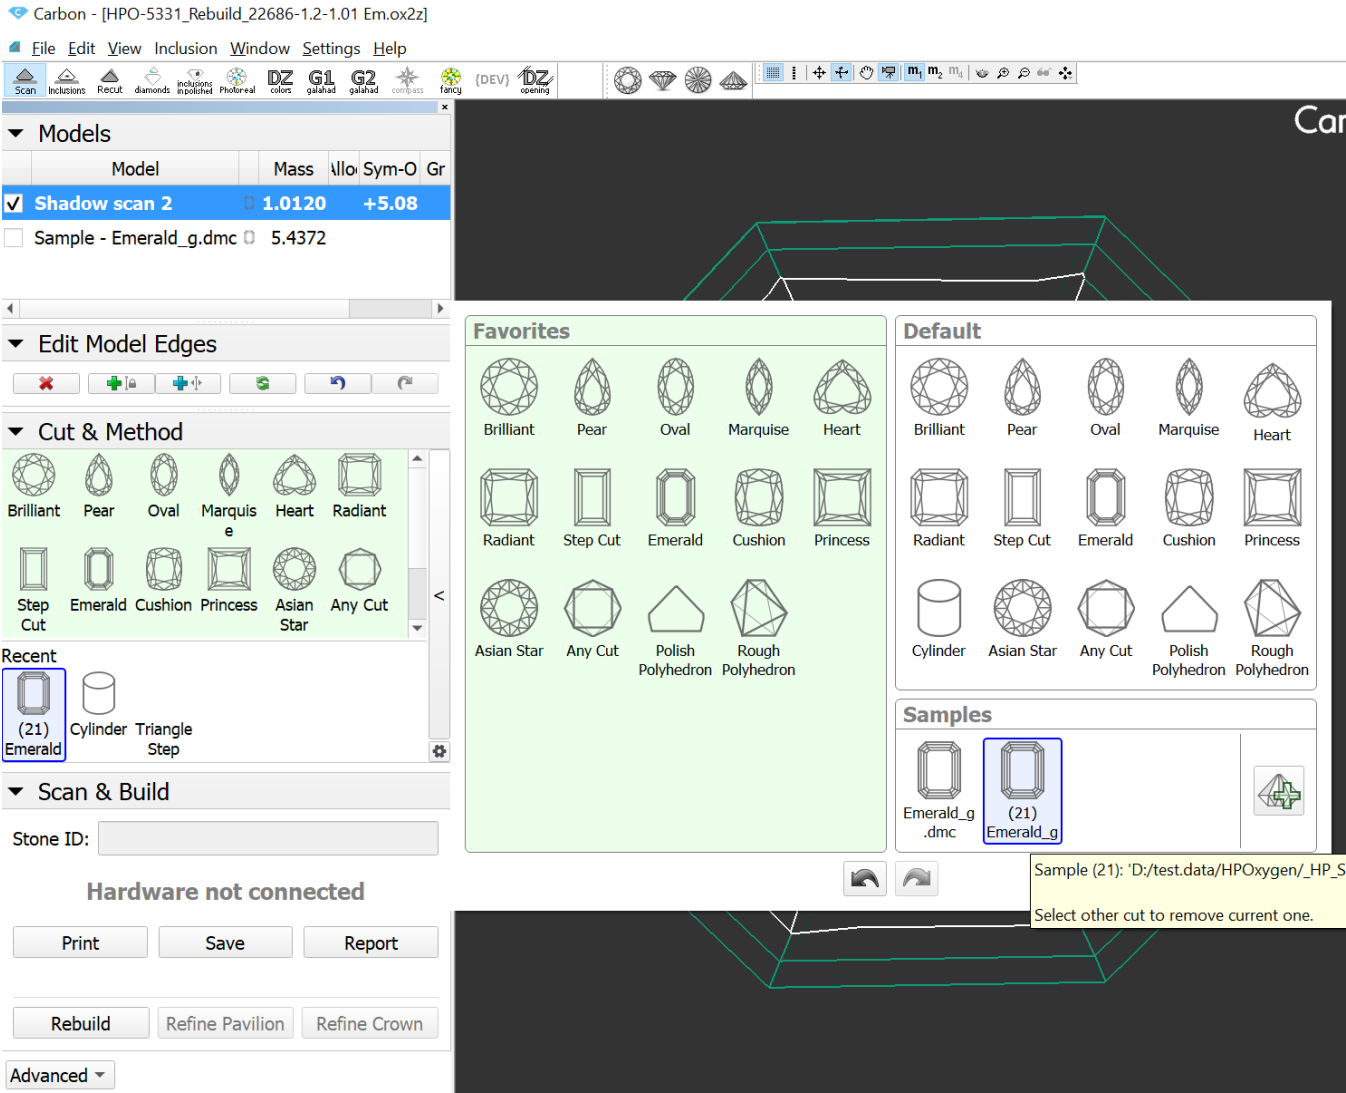 Carbon - [HPO-5331_Rebuild_22686-1.2-1.01 Em.ox2z]
File Edit View Inclusion Window Settings Help
Scan Inclusions Recut diamonds inclusions inpolished Photoreal DZ colors G1 galahad G2 galahad compass fancy {DEV} DZ opening m1 m2 m4
Car
Models
Model Mass Sym-O Gr
Shadow scan 2 1.0120 +5.08
Sample - Emerald_g.dmc 5.4372
Edit Model Edges
Cut & Method
Brilliant Pear Oval Marquis
e Heart Radiant
Step
Cut Emerald Cushion Princess Asian
Star Any Cut
<
Recent
(21)
Emerald Cylinder Triangle
Step
Scan & Build
Stone ID:
Hardware not connected
Print Save Report
Rebuild Refine Pavilion Refine Crown
Advanced
Favorites
Brilliant Pear Oval Marquise Heart
Radiant Step Cut Emerald Cushion Princess
Asian Star Any Cut Polish
Polyhedron Rough
Polyhedron
Default
Brilliant Pear Oval Marquise Heart
Radiant Step Cut Emerald Cushion Princess
Cylinder Asian Star Any Cut Polish
Polyhedron Rough
Polyhedron
Samples
Emerald_g
.dmc (21)
Emerald_g
Sample (21): 'D:/test.data/HPOxygen/_HP_S
Select other cut to remove current one.